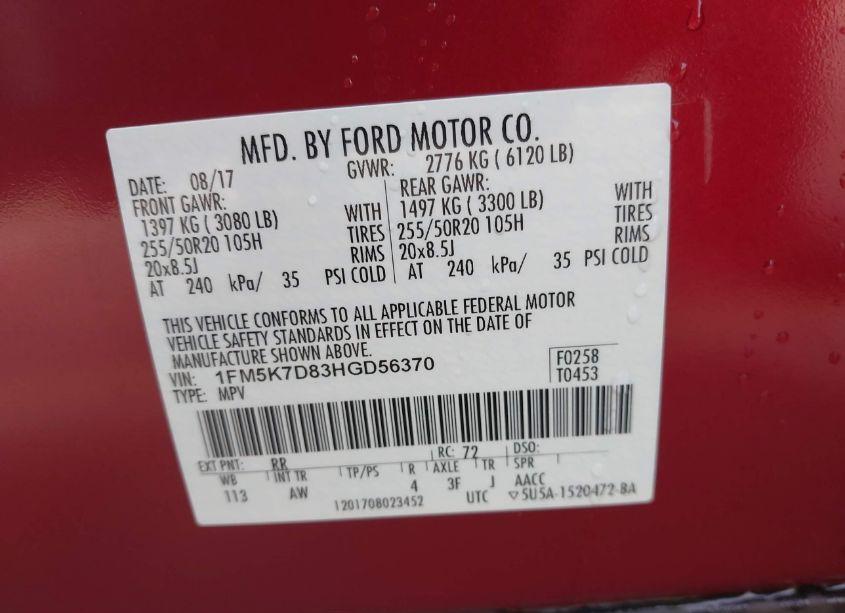 MFD. BY FORD MOTOR CO.
DATE: 08/17 GVWR: 2776 KG ( 6120 LB)
FRONT GAWR: REAR GAWR:
1397 KG ( 3080 LB) WITH 1497 KG ( 3300 LB) WITH
255/50R20 105H TIRES 255/50R20 105H TIRES
20x8.5J RIMS 20x8.5J RIMS
AT 240 kPa/ 35 PSI COLD AT 240 kPa/ 35 PSI COLD
THIS VEHICLE CONFORMS TO ALL APPLICABLE FEDERAL MOTOR
VEHICLE SAFETY STANDARDS IN EFFECT ON THE DATE OF
MANUFACTURE SHOWN ABOVE.
VIN: 1FM5K7D83HGD56370 F0258
TYPE: MPV T0453
EXT PNT: RR RC: 72 DSO:
WB INT TR TP/PS R AXLE TR SPR
113 AW 4 3F J AACC
1201708023452 UTC ▽5U5A-1520472-BA